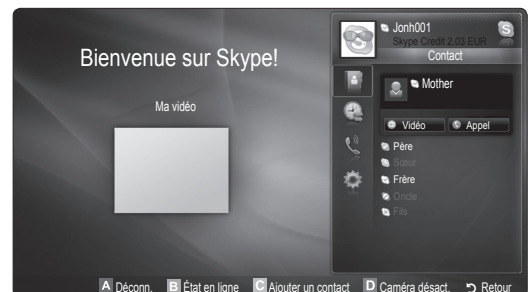 Bienvenue sur Skype!
Ma vidéo
Jonh001
Skype Credit 2.03 EUR
Contact
Mother
Vidéo
Appel
Père
Sœur
Frère
Oncle
Fils
A Déconn. B État en ligne C Ajouter un contact D Caméra désact. Retour